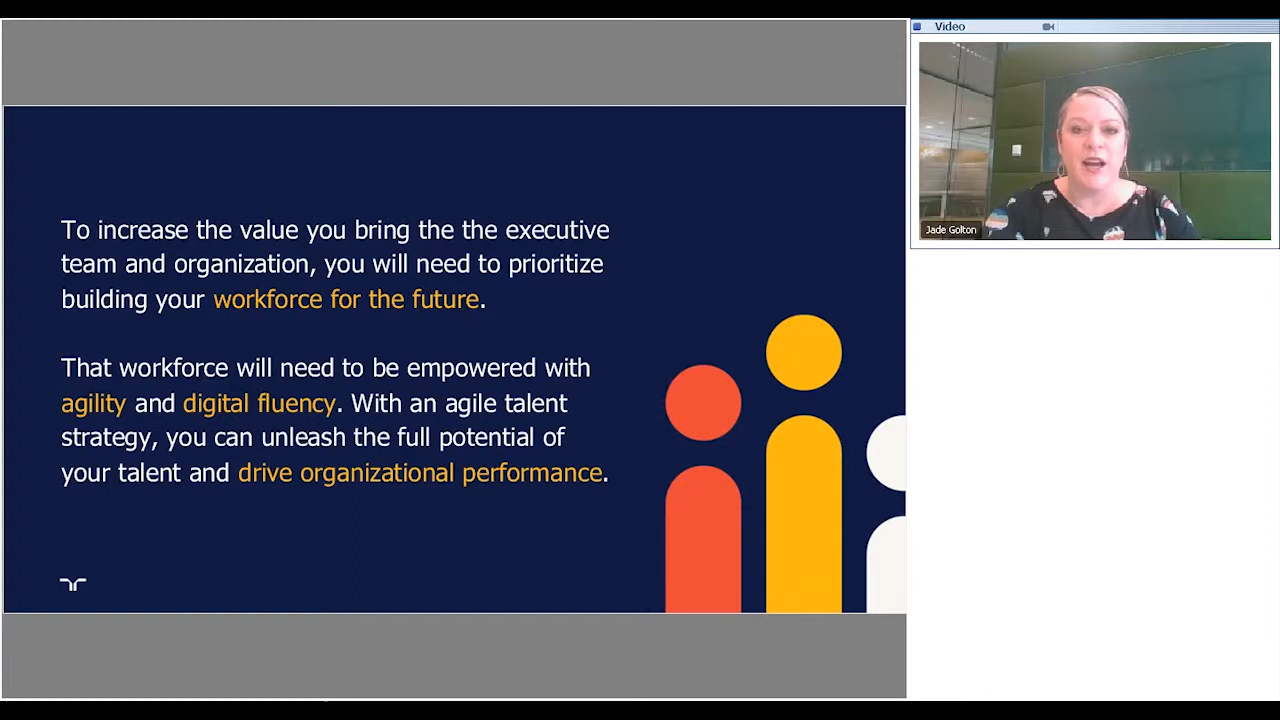 To increase the value you bring the the executive
team and organization, you will need to prioritize
building your workforce for the future.
That workforce will need to be empowered with
agility and digital fluency. With an agile talent
strategy, you can unleash the full potential of
your talent and drive organizational performance.
Video
Jade Golton